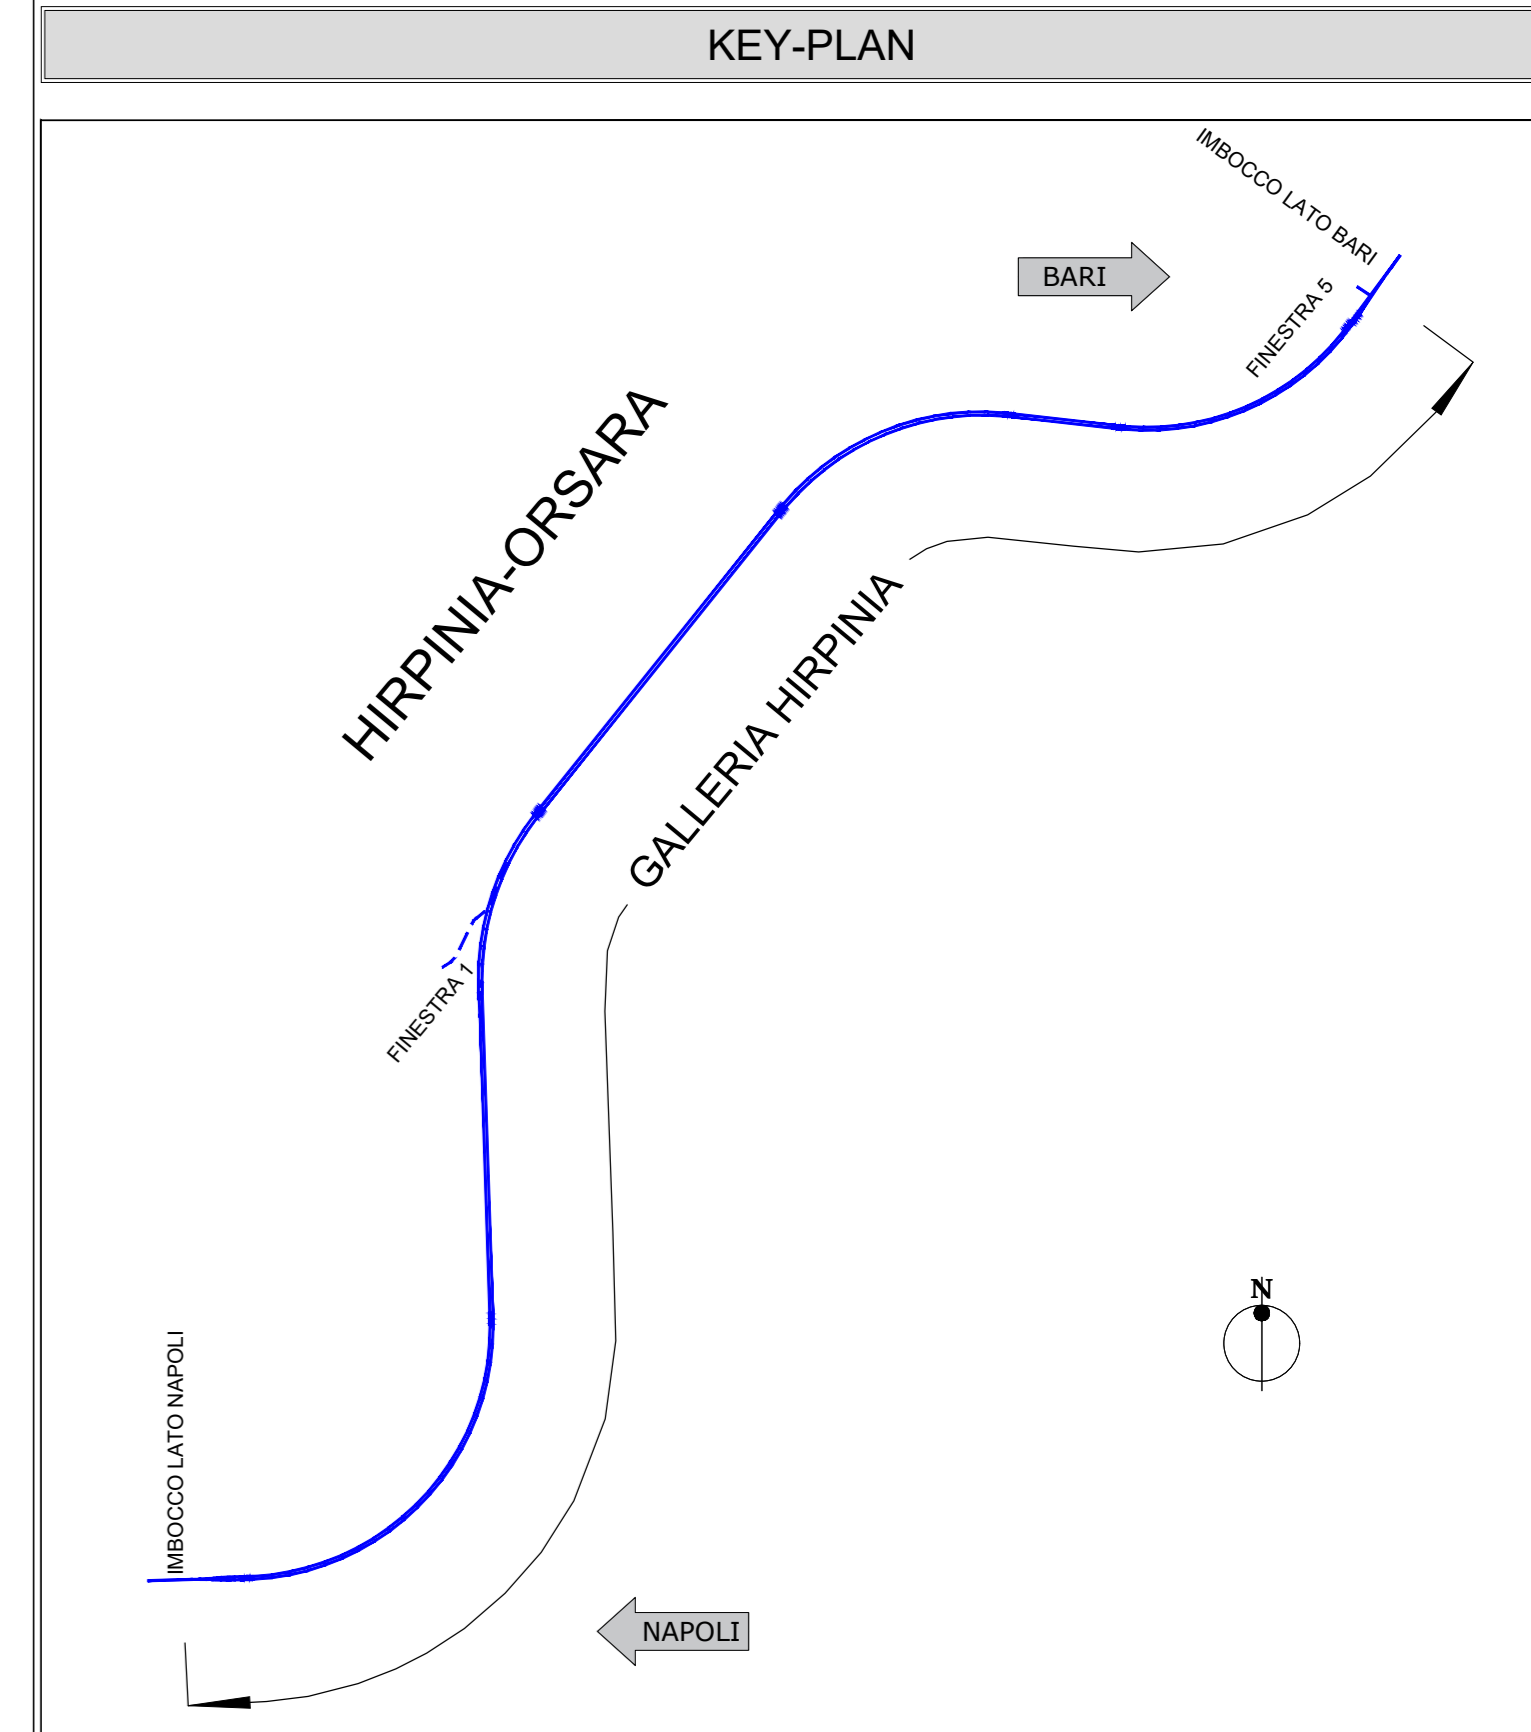 KEY-PLAN
IMBOCCO LATO BARI
BARI
FINESTRA 5
HIRPINIA-ORSARA
GALLERIA HIRPINIA
FINESTRA 1
N
IMBOCCO LATO NAPOLI
NAPOLI